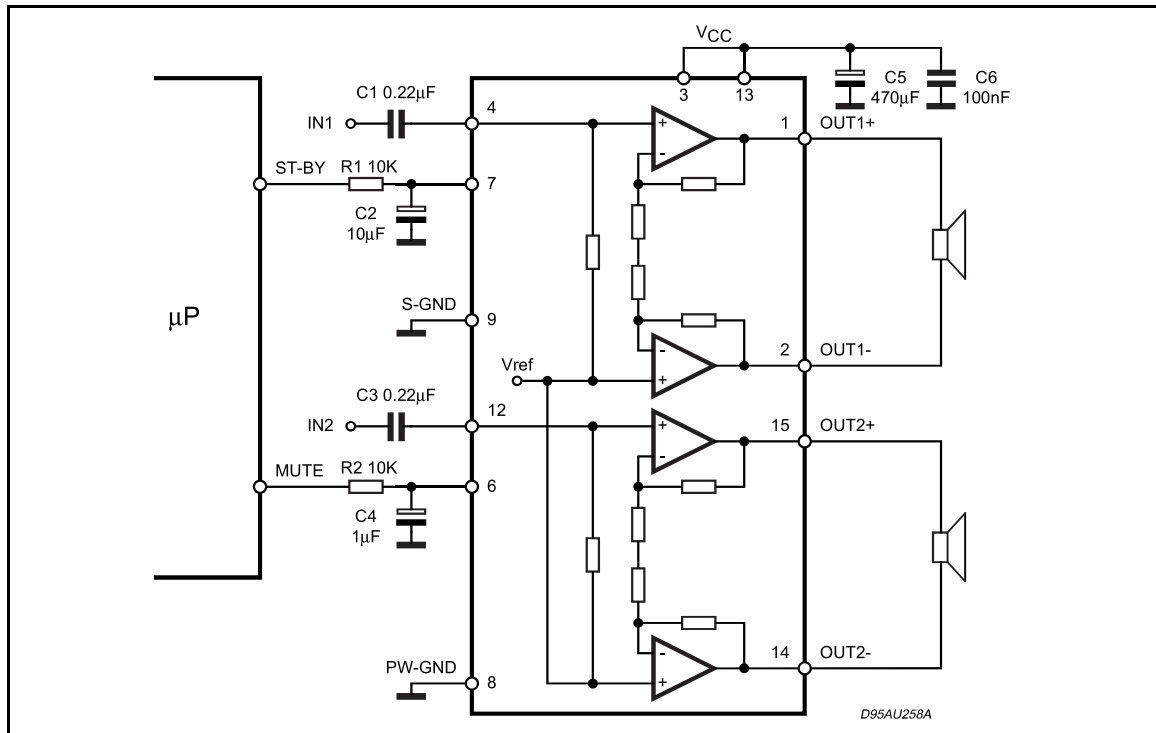 VCC
3
13
C5
470μF
C6
100nF
C1 0.22μF
IN1
4
+
-
1
OUT1+
ST-BY
R1 10K
7
C2
10μF
μP
S-GND
9
Vref
-
+
2
OUT1-
C3 0.22μF
IN2
12
+
-
15
OUT2+
MUTE
R2 10K
6
C4
1μF
PW-GND
8
-
+
14
OUT2-
D95AU258A